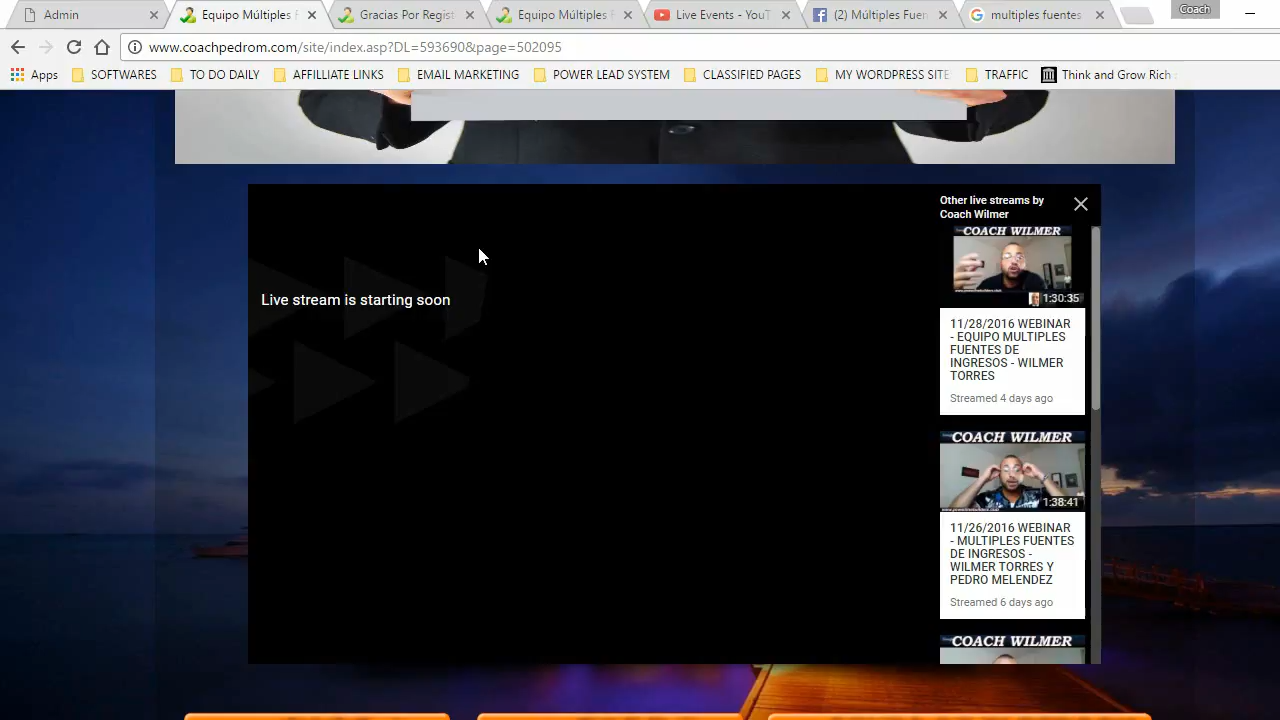 Admin
Equipo Múltiples F
Gracias Por Regist
Equipo Múltiples F
Live Events - YouT
(2) Múltiples Fuen
multiples fuentes
Coach
www.coachpedrom.com/site/index.asp?DL=593690&page=502095
Apps
SOFTWARES
TO DO DAILY
AFFILLIATE LINKS
EMAIL MARKETING
POWER LEAD SYSTEM
CLASSIFIED PAGES
MY WORDPRESS SITE
TRAFFIC
Think and Grow Rich
Live stream is starting soon
Other live streams by
Coach Wilmer
COACH WILMER
1:30:35
11/28/2016 WEBINAR
- EQUIPO MULTIPLES
FUENTES DE
INGRESOS - WILMER
TORRES
Streamed 4 days ago
COACH WILMER
1:38:41
11/26/2016 WEBINAR
- MULTIPLES FUENTES
DE INGRESOS -
WILMER TORRES Y
PEDRO MELENDEZ
Streamed 6 days ago
COACH WILMER